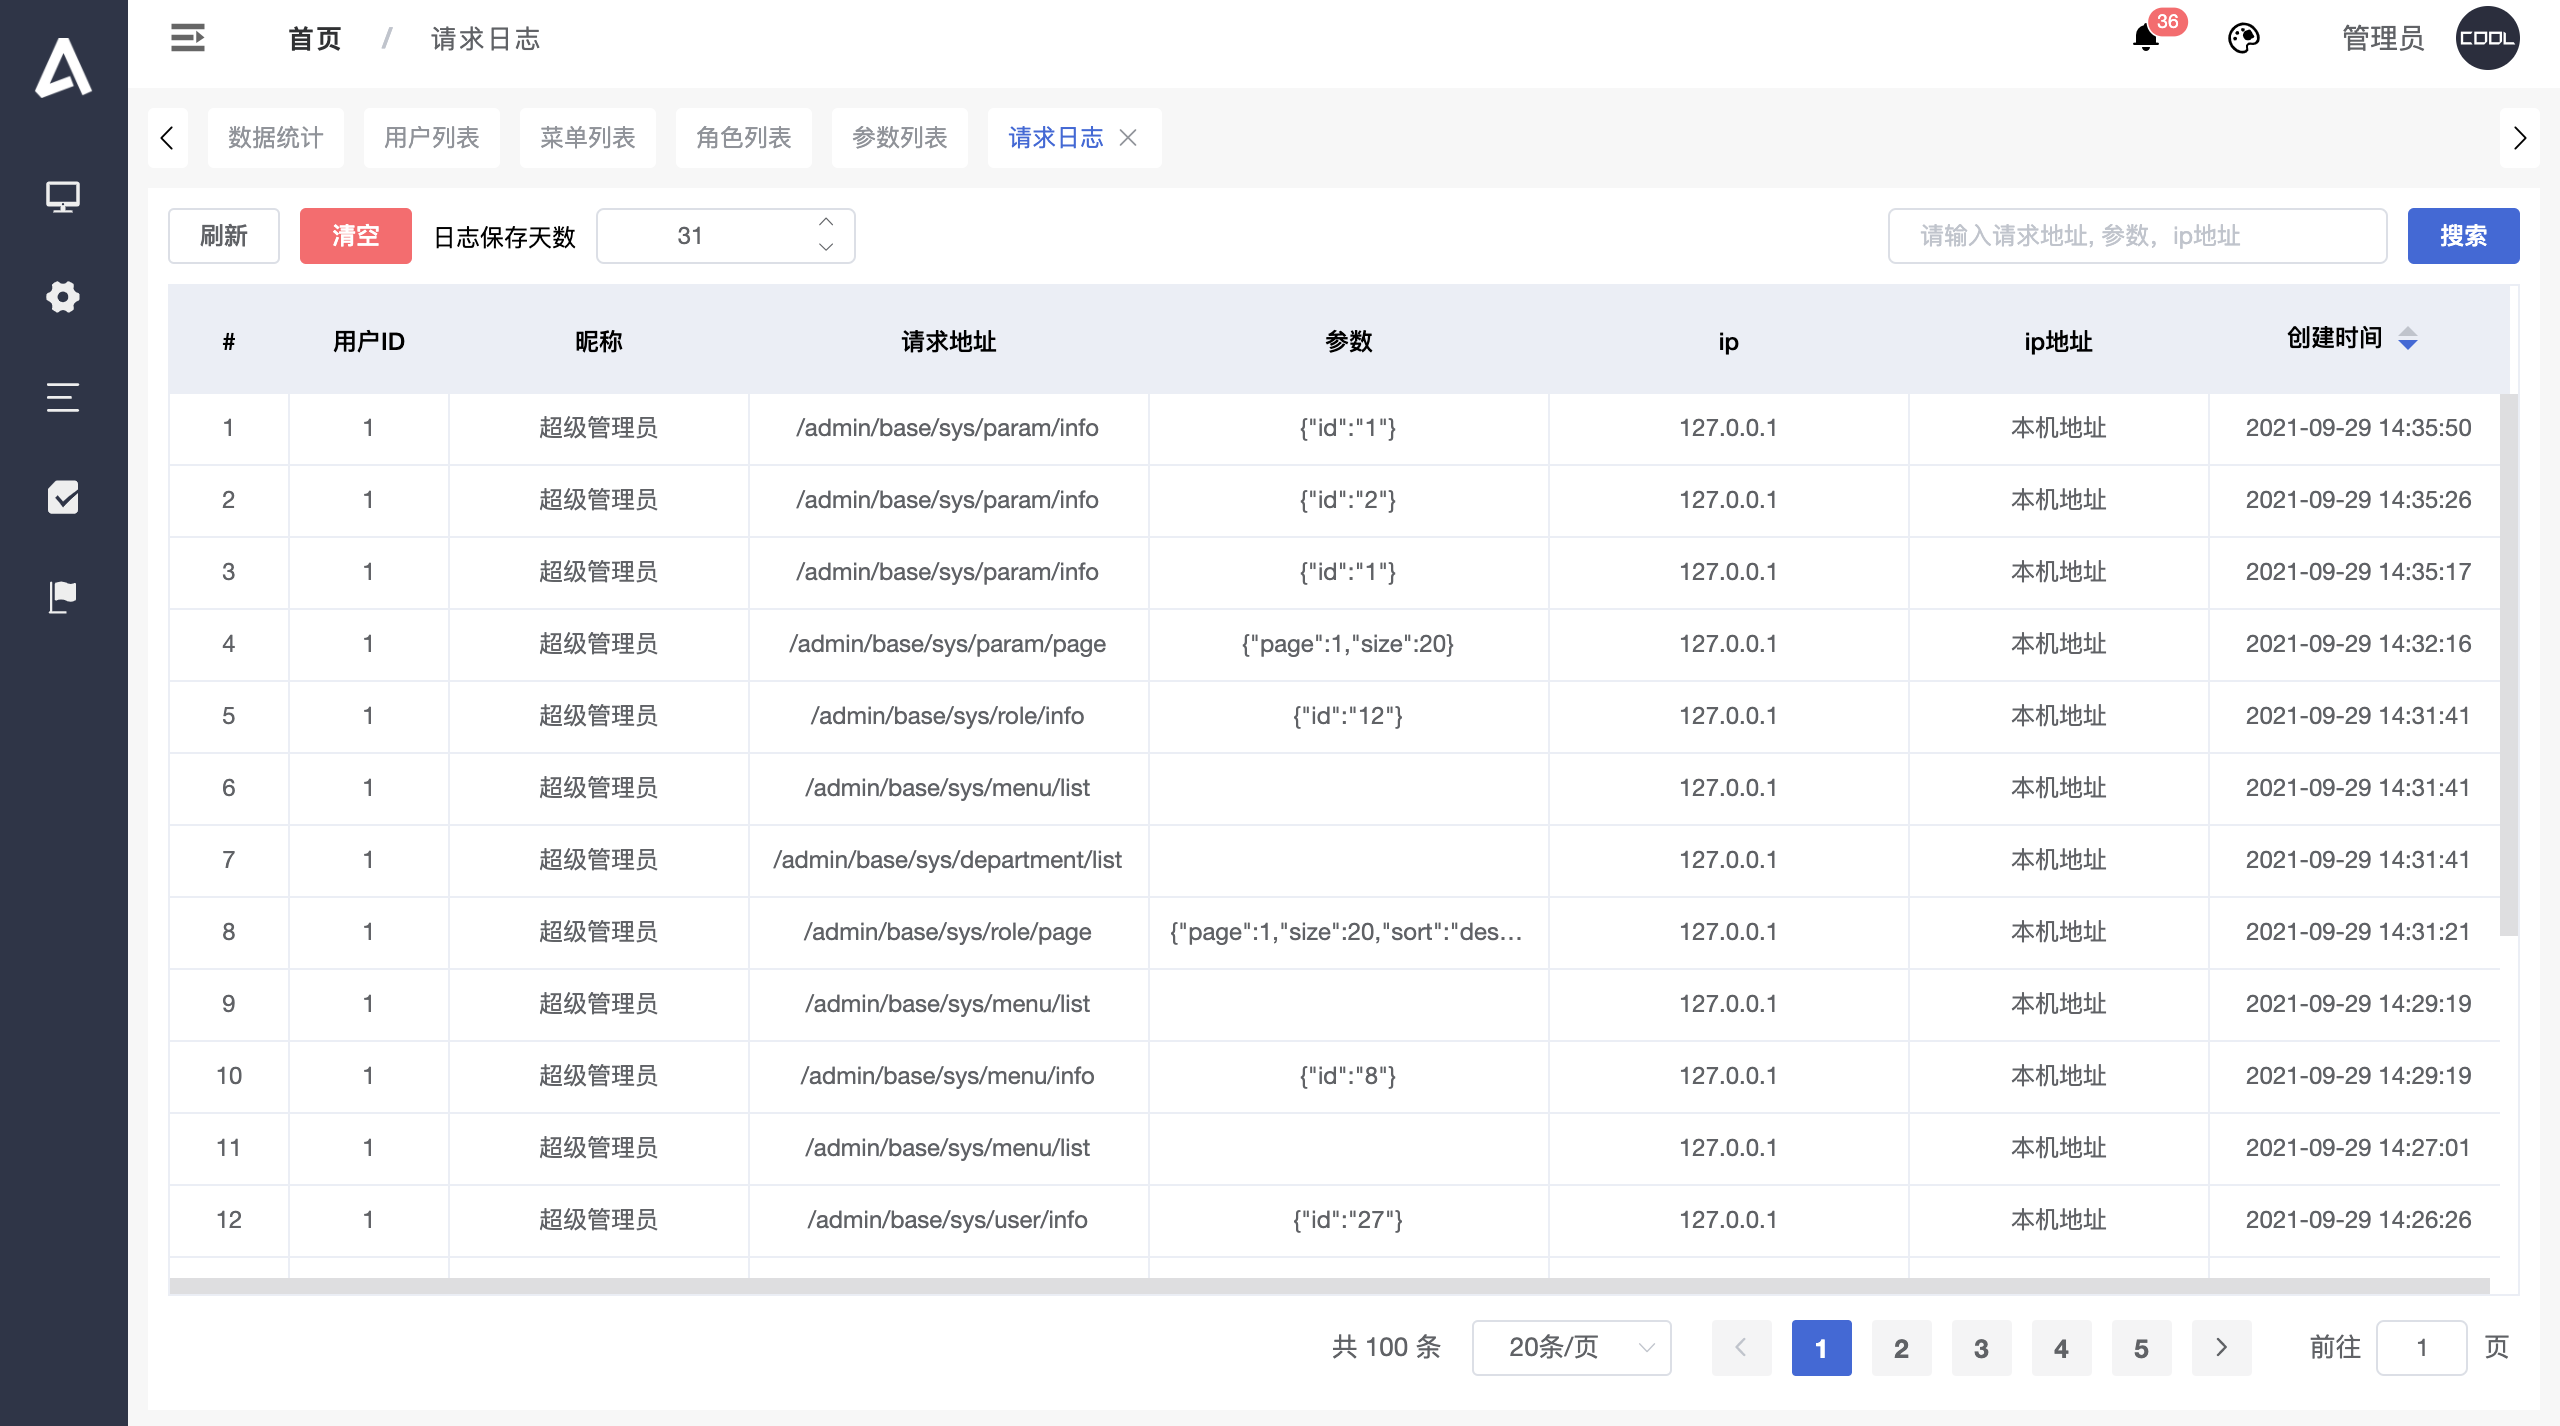 首页 / 请求日志
36
管理员
COOL
数据统计 用户列表 菜单列表 角色列表 参数列表 请求日志
刷新 清空 日志保存天数 31 请输入请求地址, 参数, ip地址 搜索
# 用户ID 昵称 请求地址 参数 ip ip地址 创建时间
1 1 超级管理员 /admin/base/sys/param/info {"id":"1"} 127.0.0.1 本机地址 2021-09-29 14:35:50
2 1 超级管理员 /admin/base/sys/param/info {"id":"2"} 127.0.0.1 本机地址 2021-09-29 14:35:26
3 1 超级管理员 /admin/base/sys/param/info {"id":"1"} 127.0.0.1 本机地址 2021-09-29 14:35:17
4 1 超级管理员 /admin/base/sys/param/page {"page":1,"size":20} 127.0.0.1 本机地址 2021-09-29 14:32:16
5 1 超级管理员 /admin/base/sys/role/info {"id":"12"} 127.0.0.1 本机地址 2021-09-29 14:31:41
6 1 超级管理员 /admin/base/sys/menu/list 127.0.0.1 本机地址 2021-09-29 14:31:41
7 1 超级管理员 /admin/base/sys/department/list 127.0.0.1 本机地址 2021-09-29 14:31:41
8 1 超级管理员 /admin/base/sys/role/page {"page":1,"size":20,"sort":"des... 127.0.0.1 本机地址 2021-09-29 14:31:21
9 1 超级管理员 /admin/base/sys/menu/list 127.0.0.1 本机地址 2021-09-29 14:29:19
10 1 超级管理员 /admin/base/sys/menu/info {"id":"8"} 127.0.0.1 本机地址 2021-09-29 14:29:19
11 1 超级管理员 /admin/base/sys/menu/list 127.0.0.1 本机地址 2021-09-29 14:27:01
12 1 超级管理员 /admin/base/sys/user/info {"id":"27"} 127.0.0.1 本机地址 2021-09-29 14:26:26
共 100 条 20条/页 1 2 3 4 5 前往 1 页